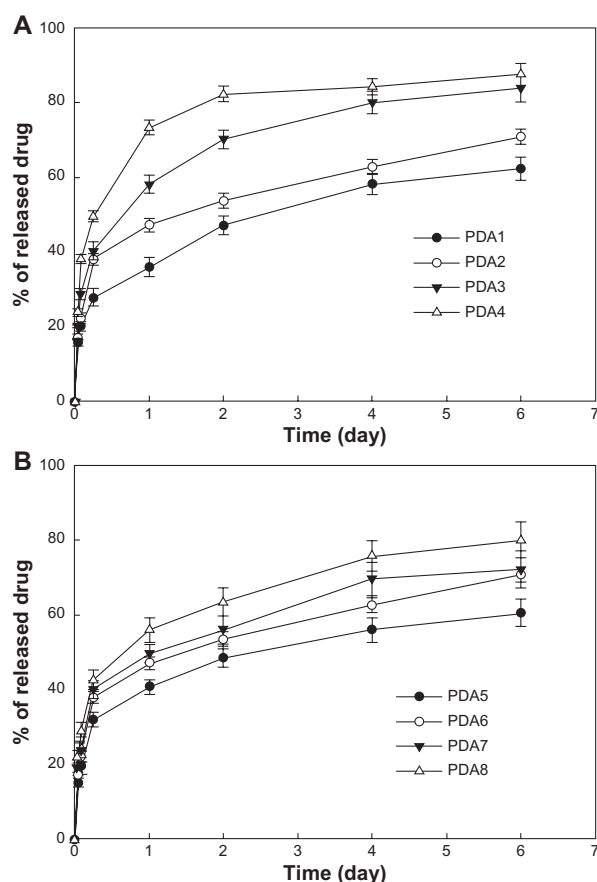 A
% of released drug
100
80
60
40
20
0
0 1 2 3 4 5 6 7
Time (day)
PDA1
PDA2
PDA3
PDA4
B
% of released drug
100
80
60
40
20
0
0 1 2 3 4 5 6 7
Time (day)
PDA5
PDA6
PDA7
PDA8